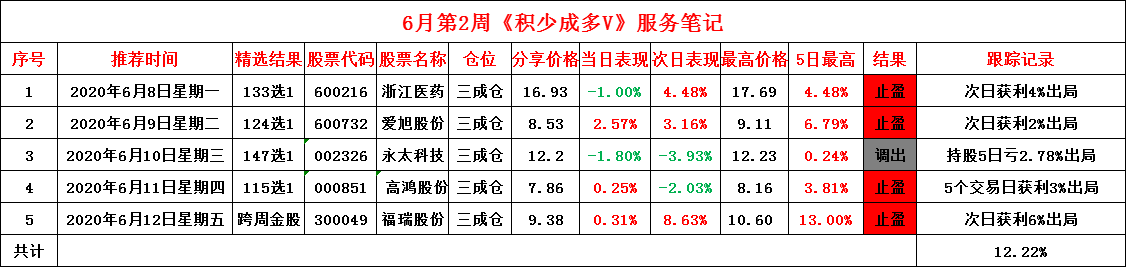 6月第2周《积少成多V》服务笔记
序号 推荐时间 精选结果 股票代码 股票名称 仓位 分享价格 当日表现 次日表现 最高价格 5日最高 结果 跟踪记录
1 2020年6月8日星期一 133选1 600216 浙江医药 三成仓 16.93 -1.00% 4.48% 17.69 4.48% 止盈 次日获利4%出局
2 2020年6月9日星期二 124选1 600732 爱旭股份 三成仓 8.53 2.57% 3.16% 9.11 6.79% 止盈 次日获利2%出局
3 2020年6月10日星期三 147选1 002326 永太科技 三成仓 12.2 -1.80% -3.93% 12.23 0.24% 调出 持股5日亏2.78%出局
4 2020年6月11日星期四 115选1 000851 高鸿股份 三成仓 7.86 0.25% -2.03% 8.16 3.81% 止盈 5个交易日获利3%出局
5 2020年6月12日星期五 跨周金股 300049 福瑞股份 三成仓 9.38 0.31% 8.63% 10.60 13.00% 止盈 次日获利6%出局
共计 12.22%